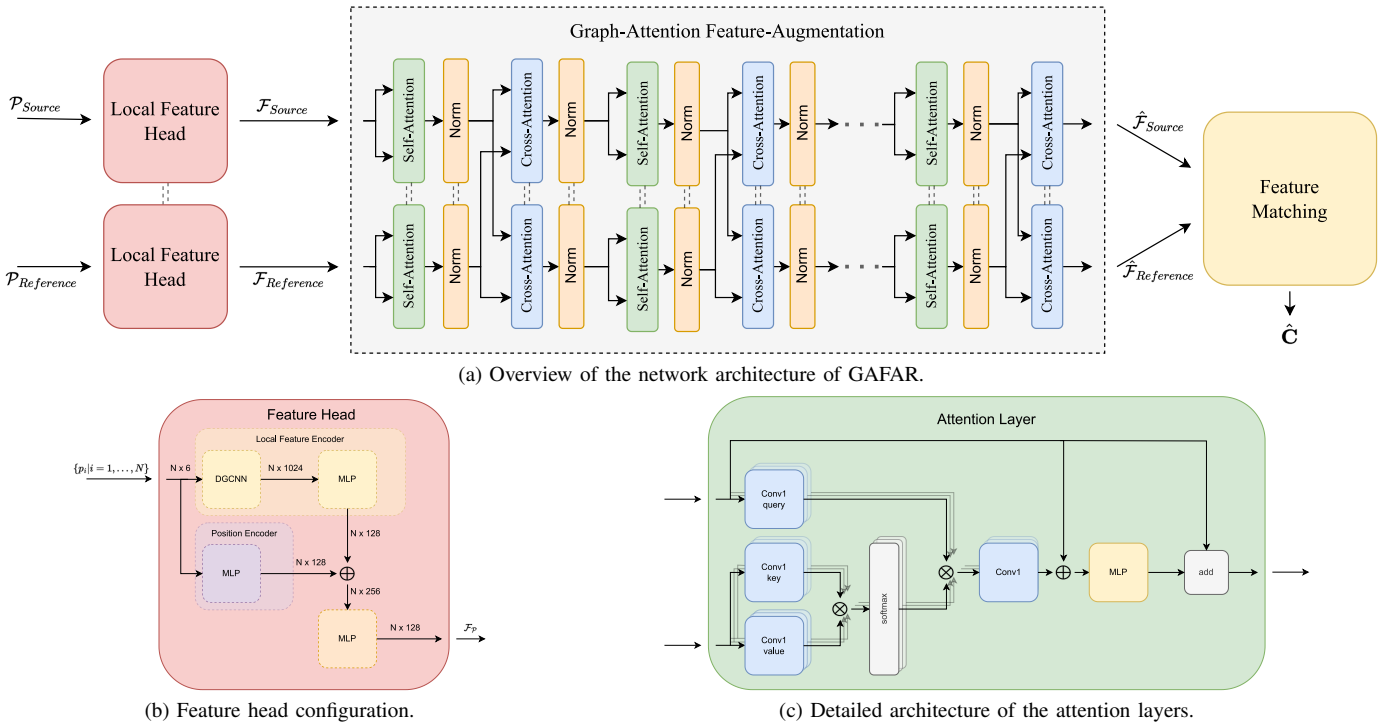 Graph-Attention Feature-Augmentation
𝒫_Source
Local Feature
Head
ℱ_Source
Self-Attention
Norm
Cross-Attention
Norm
Self-Attention
Norm
Cross-Attention
Norm
Self-Attention
Norm
Cross-Attention
ℱ̂_Source
𝒫_Reference
Local Feature
Head
ℱ_Reference
Self-Attention
Norm
Cross-Attention
Norm
Self-Attention
Norm
Cross-Attention
Norm
Self-Attention
Norm
Cross-Attention
ℱ̂_Reference
Feature
Matching
Ĉ
(a) Overview of the network architecture of GAFAR.
Feature Head
Local Feature Encoder
{p_i|i = 1, . . . , N}
N x 6
DGCNN
N x 1024
MLP
N x 128
Position Encoder
MLP
N x 128
⊕
N x 256
MLP
N x 128
ℱ_P
(b) Feature head configuration.
Attention Layer
Conv1
query
Conv1
key
Conv1
value
⊗
softmax
⊗
Conv1
⊕
MLP
add
(c) Detailed architecture of the attention layers.